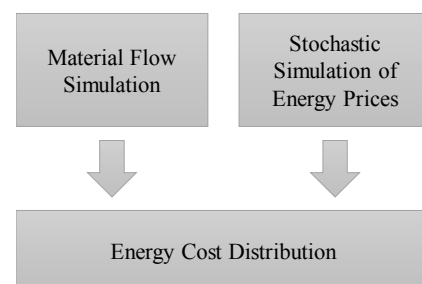 Material Flow
Simulation
Stochastic
Simulation of
Energy Prices
Energy Cost Distribution